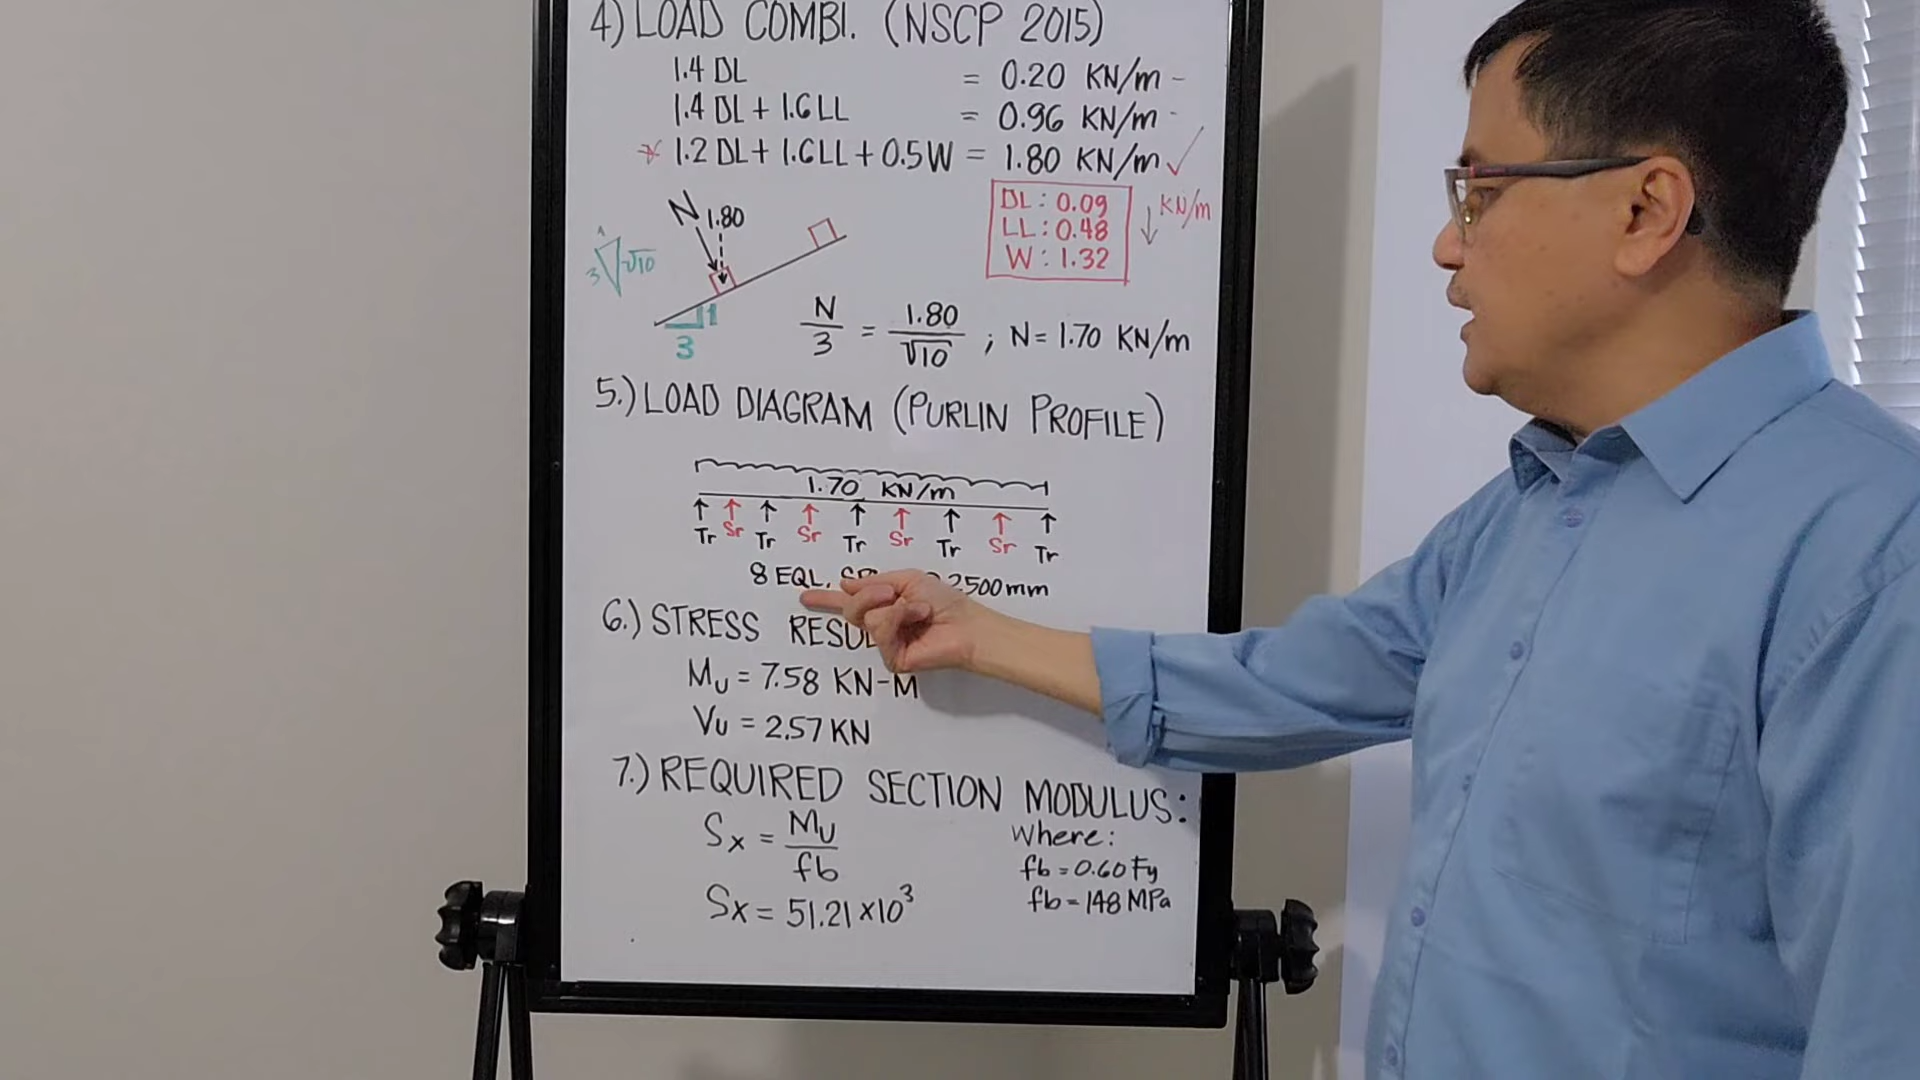 4) LOAD COMBI. (NSCP 2015)
1.4 DL = 0.20 KN/m -
1.4 DL + 1.6 LL = 0.96 KN/m -
* 1.2 DL + 1.6 LL + 0.5W = 1.80 KN/m ✓
DL : 0.09
LL : 0.48
W : 1.32
↓ KN/m
N 1.80
1
3 √10
1
3
N/3 = 1.80/√10 ; N = 1.70 KN/m
5.) LOAD DIAGRAM (PURLIN PROFILE)
1.70 KN/m
Tr Sr Tr Sr Tr Sr Tr Sr Tr
8 EQL. 2500mm
6.) STRESS
Mu = 7.58 KN-M
Vu = 2.57 KN
7.) REQUIRED SECTION MODULUS:
Sx = Mu/fb
Sx = 51.21 x10³
Where:
fb = 0.60 Fy
fb = 148 MPa